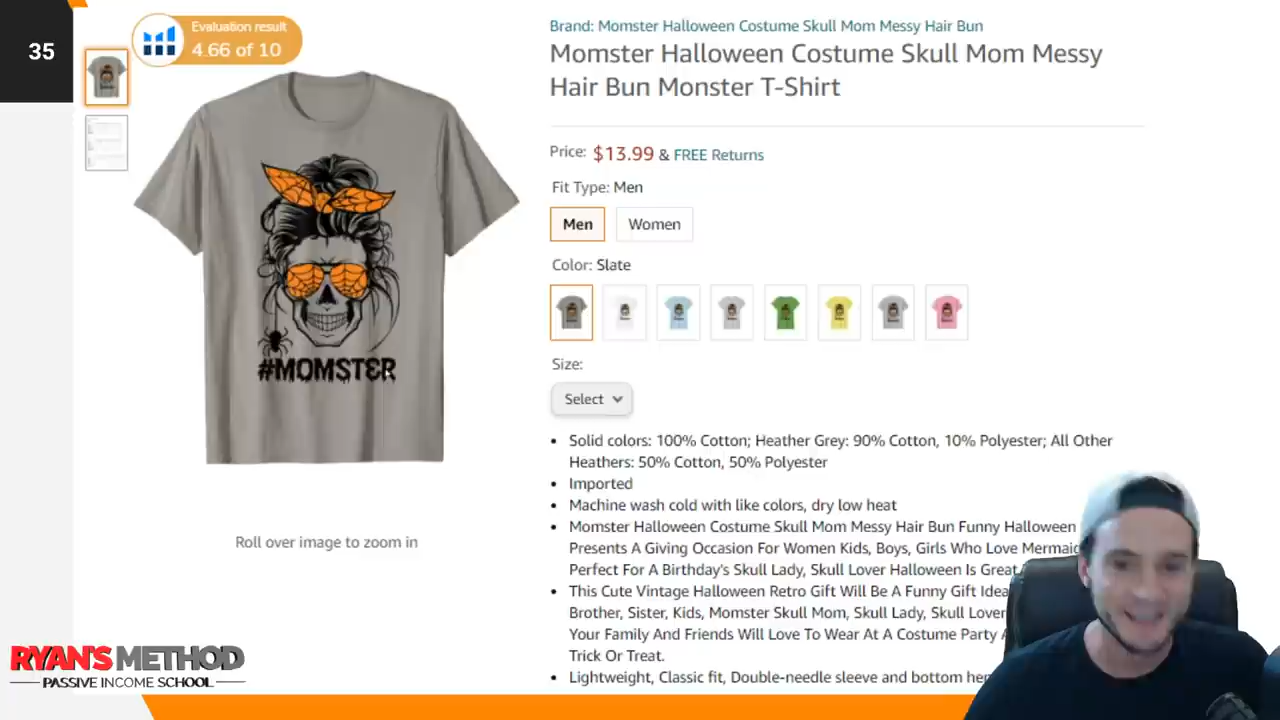 35
Evaluation result
4.66 of 10
#MOMSTER
Roll over image to zoom in
Brand: Momster Halloween Costume Skull Mom Messy Hair Bun
Momster Halloween Costume Skull Mom Messy
Hair Bun Monster T-Shirt
Price: $13.99 & FREE Returns
Fit Type: Men
Men
Women
Color: Slate
Size:
Select
• Solid colors: 100% Cotton; Heather Grey: 90% Cotton, 10% Polyester; All Other
Heathers: 50% Cotton, 50% Polyester
• Imported
• Machine wash cold with like colors, dry low heat
• Momster Halloween Costume Skull Mom Messy Hair Bun Funny Halloween
Presents A Giving Occasion For Women Kids, Boys, Girls Who Love
Perfect For A Birthday's Skull Lady, Skull Lover Halloween Is Great
• This Cute Vintage Halloween Retro Gift Will Be A Funny Gift Idea
Brother, Sister, Kids, Momster Skull Mom, Skull Lady, Skull Lover
Your Family And Friends Will Love To Wear At A Costume Party
Trick Or Treat.
• Lightweight, Classic fit, Double-needle sleeve and bottom
RYAN'S METHOD
PASSIVE INCOME SCHOOL